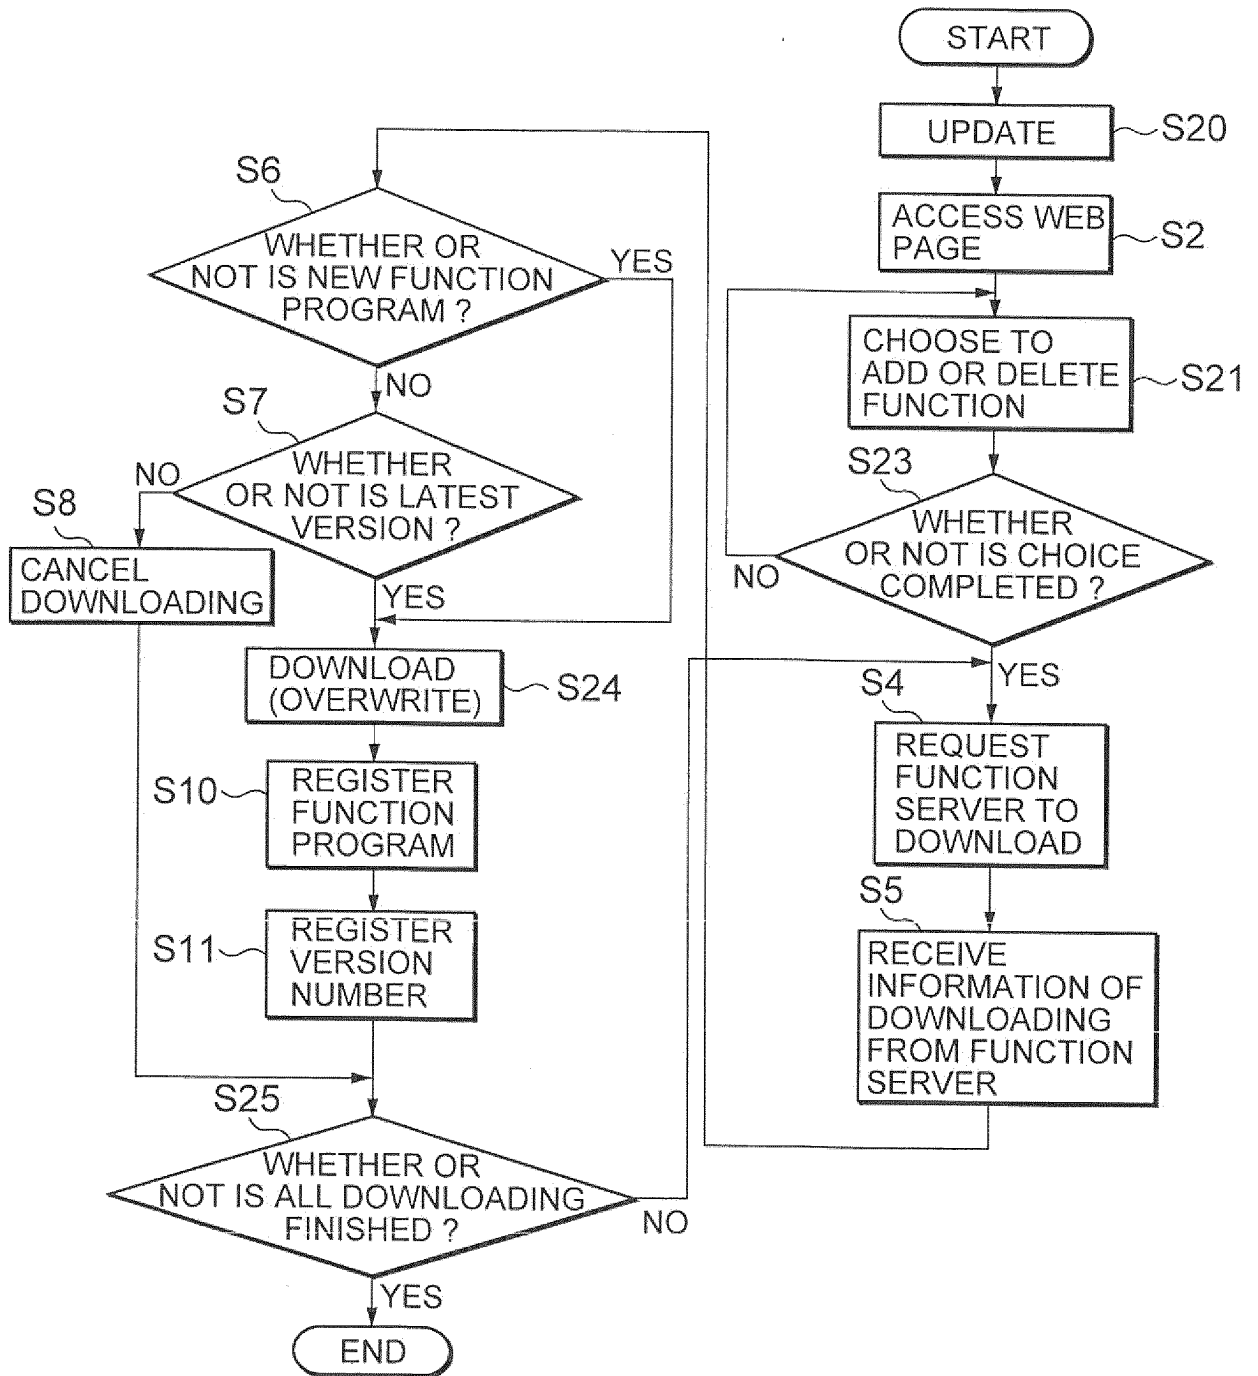 START
UPDATE
S20
ACCESS WEB
PAGE
S2
CHOOSE TO
ADD OR DELETE
FUNCTION
S21
S23
WHETHER
OR NOT IS CHOICE
COMPLETED ?
NO
YES
S4
REQUEST
FUNCTION
SERVER TO
DOWNLOAD
S5
RECEIVE
INFORMATION OF
DOWNLOADING
FROM FUNCTION
SERVER
S6
WHETHER OR
NOT IS NEW FUNCTION
PROGRAM ?
YES
NO
S7
WHETHER
OR NOT IS LATEST
VERSION ?
NO
YES
S8
CANCEL
DOWNLOADING
DOWNLOAD
(OVERWRITE)
S24
S10
REGISTER
FUNCTION
PROGRAM
S11
REGISTER
VERSION
NUMBER
S25
WHETHER OR
NOT IS ALL DOWNLOADING
FINISHED ?
NO
YES
END